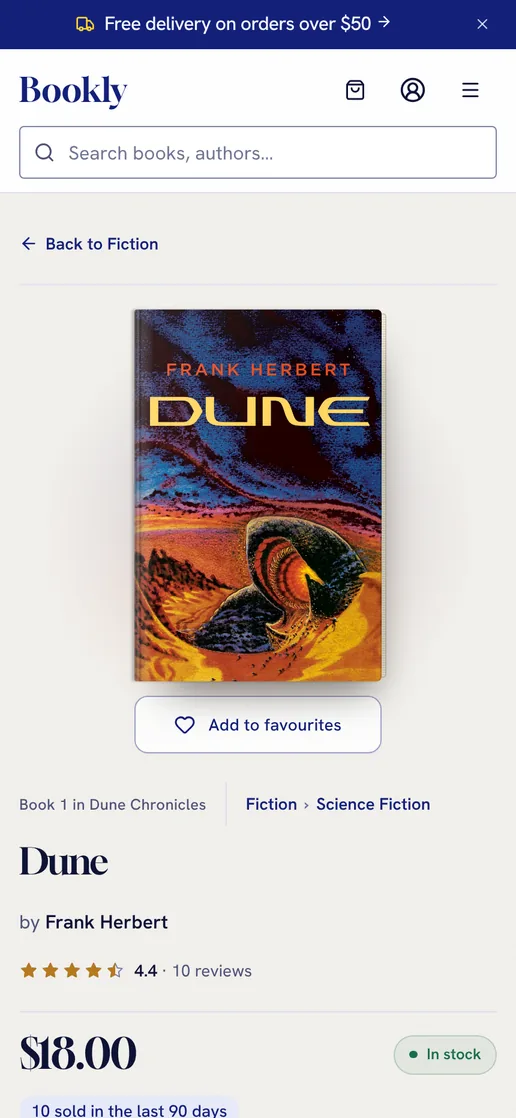 Free delivery on orders over $50 →
Bookly
Search books, authors...
← Back to Fiction
FRANK HERBERT
DUNE
Add to favourites
Book 1 in Dune Chronicles
Fiction › Science Fiction
Dune
by Frank Herbert
4.4 · 10 reviews
$18.00
In stock
10 sold in the last 90 days